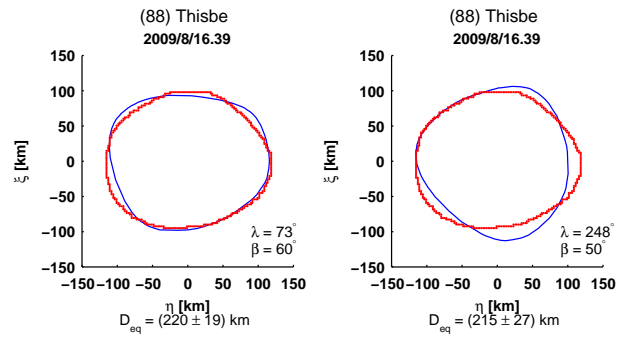 (88) Thisbe
2009/8/16.39
150
100
50
0
−50
−100
−150
ξ [km]
λ = 73°
β = 60°
−150 −100 −50 0 50 100 150
η [km]
D_eq = (220 ± 19) km
(88) Thisbe
2009/8/16.39
150
100
50
0
−50
−100
−150
ξ [km]
λ = 248°
β = 50°
−150 −100 −50 0 50 100 150
η [km]
D_eq = (215 ± 27) km